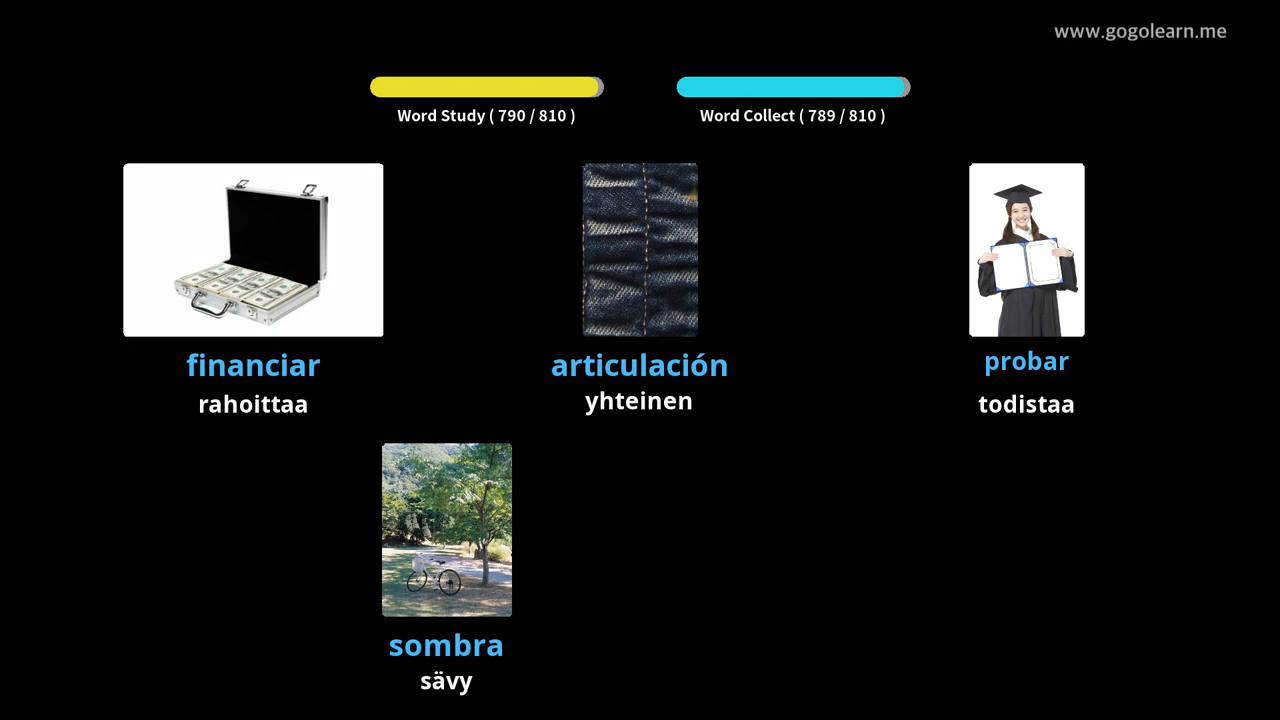 www.gogolearn.me
Word Study ( 790 / 810 )
Word Collect ( 789 / 810 )
financiar
rahoittaa
articulación
yhteinen
probar
todistaa
sombra
sävy